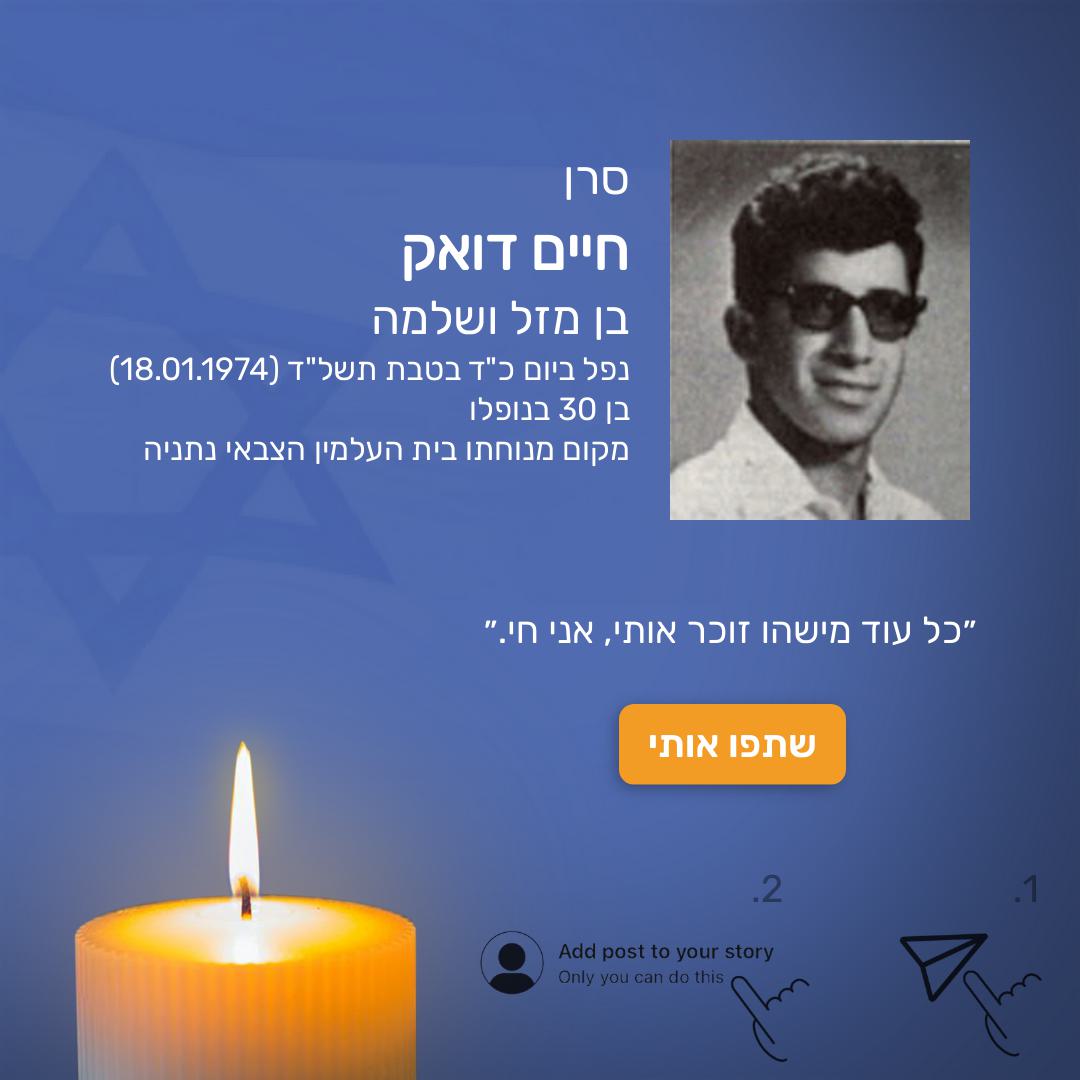 סרן
חיים דואק
בן מזל ושלמה
נפל ביום כ"ד בטבת תשל"ד (18.01.1974)
בן 30 בנופלו
מקום מנוחתו בית העלמין הצבאי נתניה
״כל עוד מישהו זוכר אותי, אני חי.״
שתפו אותי
.1
.2
Add post to your story
Only you can do this